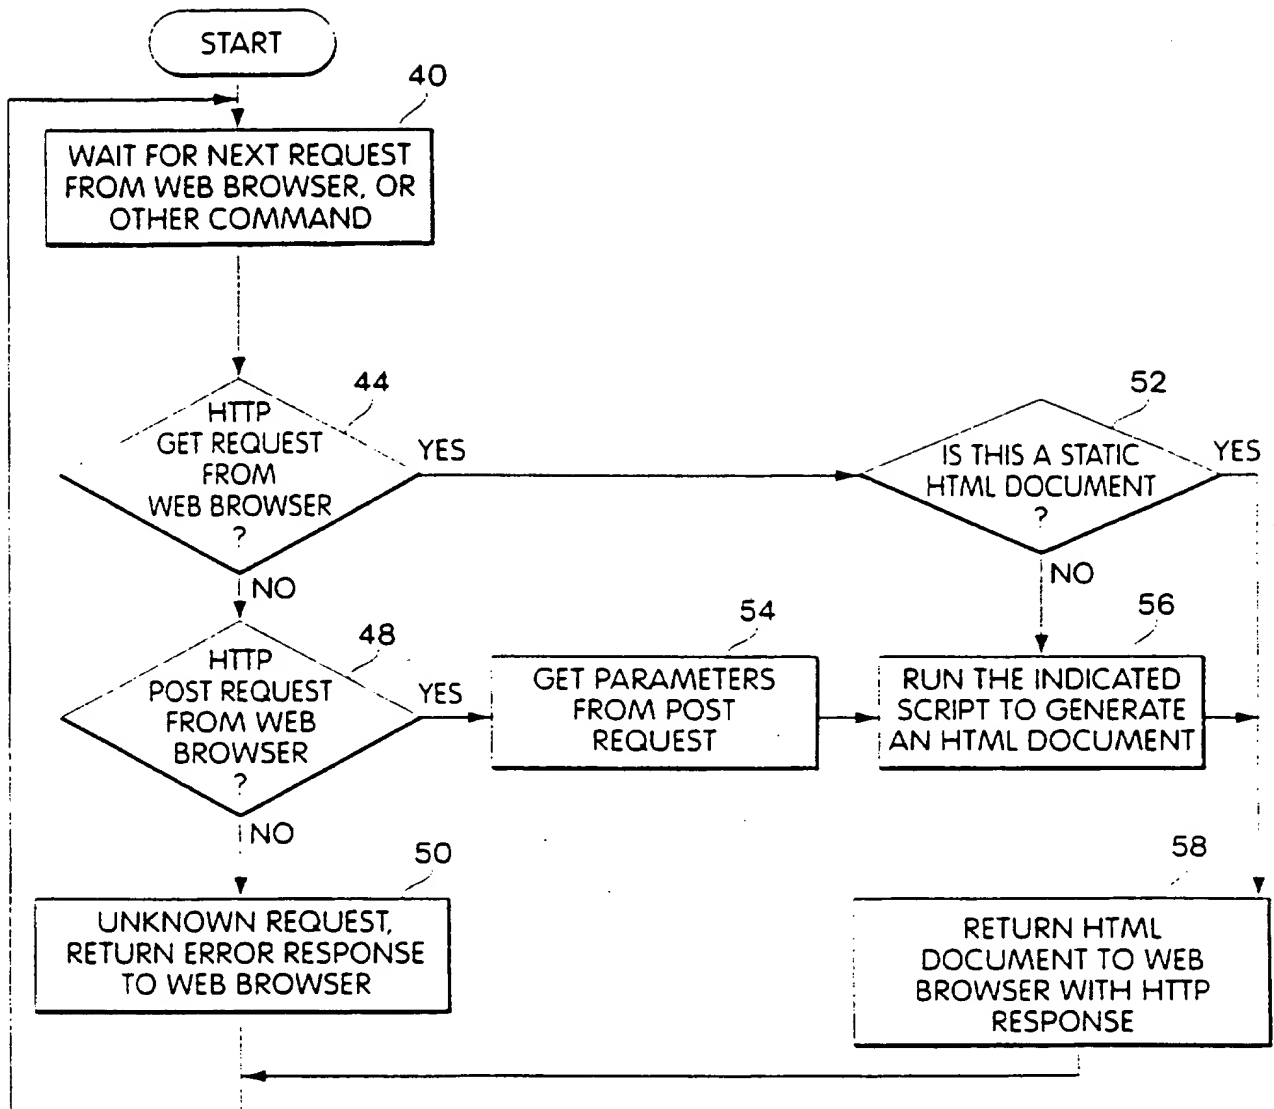 START
40
WAIT FOR NEXT REQUEST
FROM WEB BROWSER, OR
OTHER COMMAND
44
HTTP
GET REQUEST
FROM
WEB BROWSER
?
YES
NO
52
IS THIS A STATIC
HTML DOCUMENT
?
YES
NO
48
HTTP
POST REQUEST
FROM WEB
BROWSER
?
YES
NO
54
GET PARAMETERS
FROM POST
REQUEST
56
RUN THE INDICATED
SCRIPT TO GENERATE
AN HTML DOCUMENT
50
UNKNOWN REQUEST,
RETURN ERROR RESPONSE
TO WEB BROWSER
58
RETURN HTML
DOCUMENT TO WEB
BROWSER WITH HTTP
RESPONSE